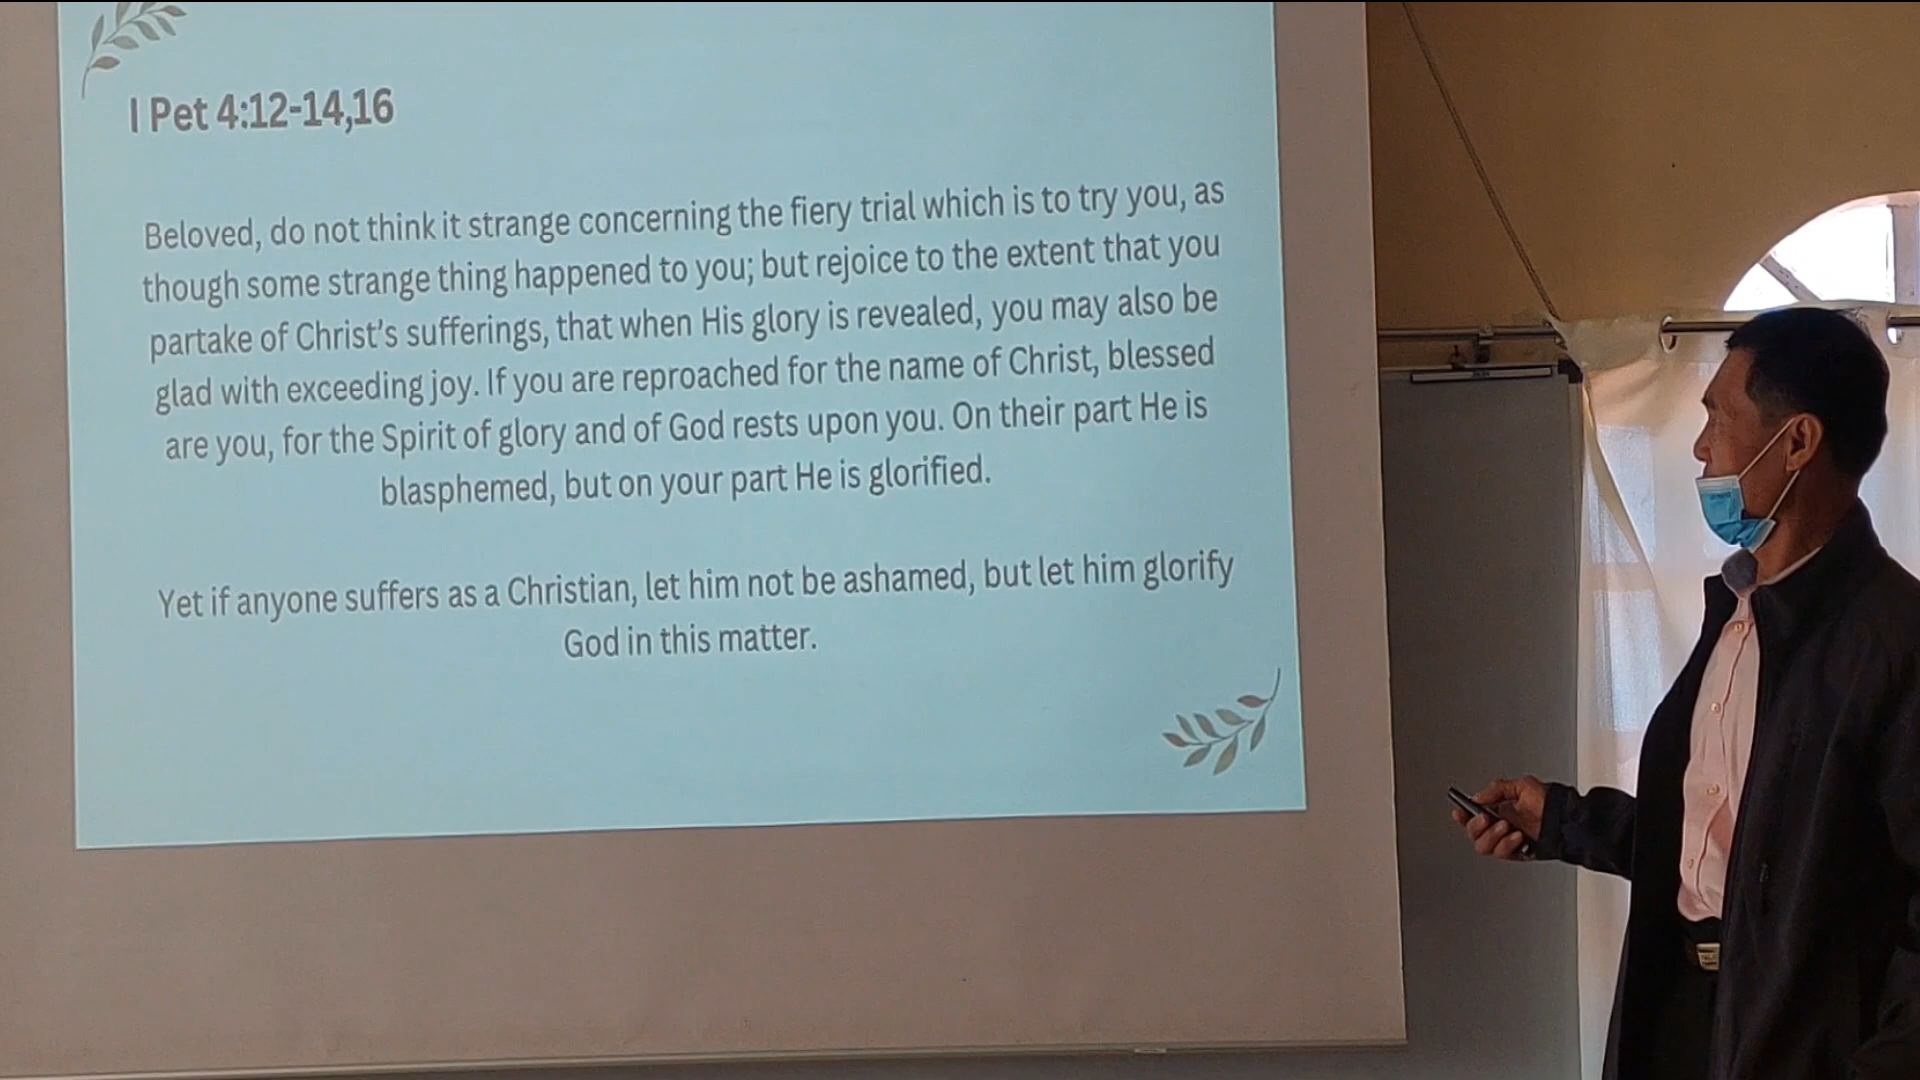 I Pet 4:12-14,16
Beloved, do not think it strange concerning the fiery trial which is to try you, as
though some strange thing happened to you; but rejoice to the extent that you
partake of Christ's sufferings, that when His glory is revealed, you may also be
glad with exceeding joy. If you are reproached for the name of Christ, blessed
are you, for the Spirit of glory and of God rests upon you. On their part He is
blasphemed, but on your part He is glorified.
Yet if anyone suffers as a Christian, let him not be ashamed, but let him glorify
God in this matter.